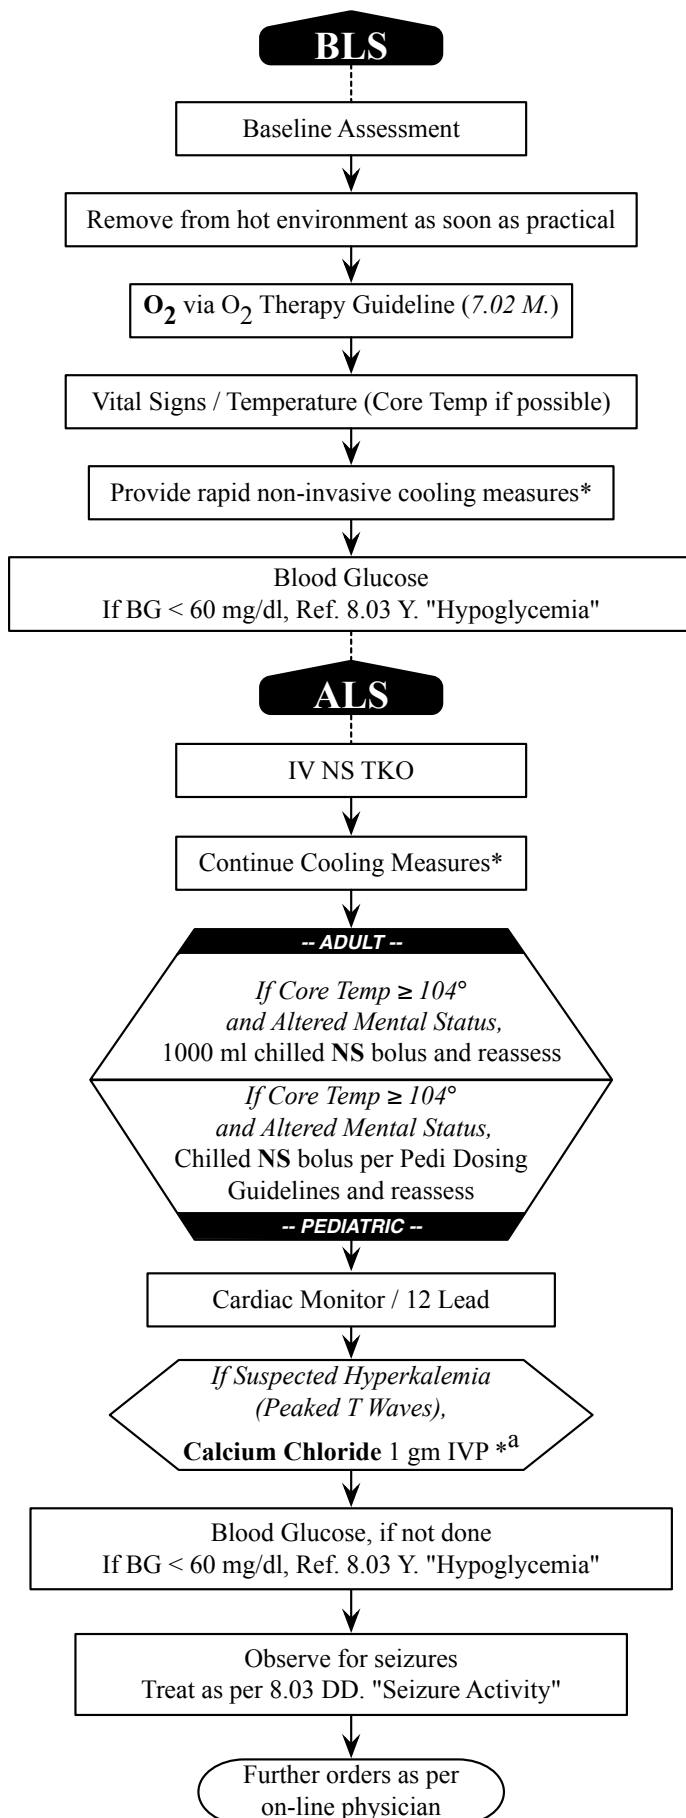 BLS
Baseline Assessment
Remove from hot environment as soon as practical
O2 via O2 Therapy Guideline (7.02 M.)
Vital Signs / Temperature (Core Temp if possible)
Provide rapid non-invasive cooling measures*
Blood Glucose
If BG < 60 mg/dl, Ref. 8.03 Y. "Hypoglycemia"
ALS
IV NS TKO
Continue Cooling Measures*
-- ADULT --
If Core Temp ≥ 104°
and Altered Mental Status,
1000 ml chilled NS bolus and reassess
If Core Temp ≥ 104°
and Altered Mental Status,
Chilled NS bolus per Pedi Dosing
Guidelines and reassess
-- PEDIATRIC --
Cardiac Monitor / 12 Lead
If Suspected Hyperkalemia
(Peaked T Waves),
Calcium Chloride 1 gm IVP *a
Blood Glucose, if not done
If BG < 60 mg/dl, Ref. 8.03 Y. "Hypoglycemia"
Observe for seizures
Treat as per 8.03 DD. "Seizure Activity"
Further orders as per
on-line physician